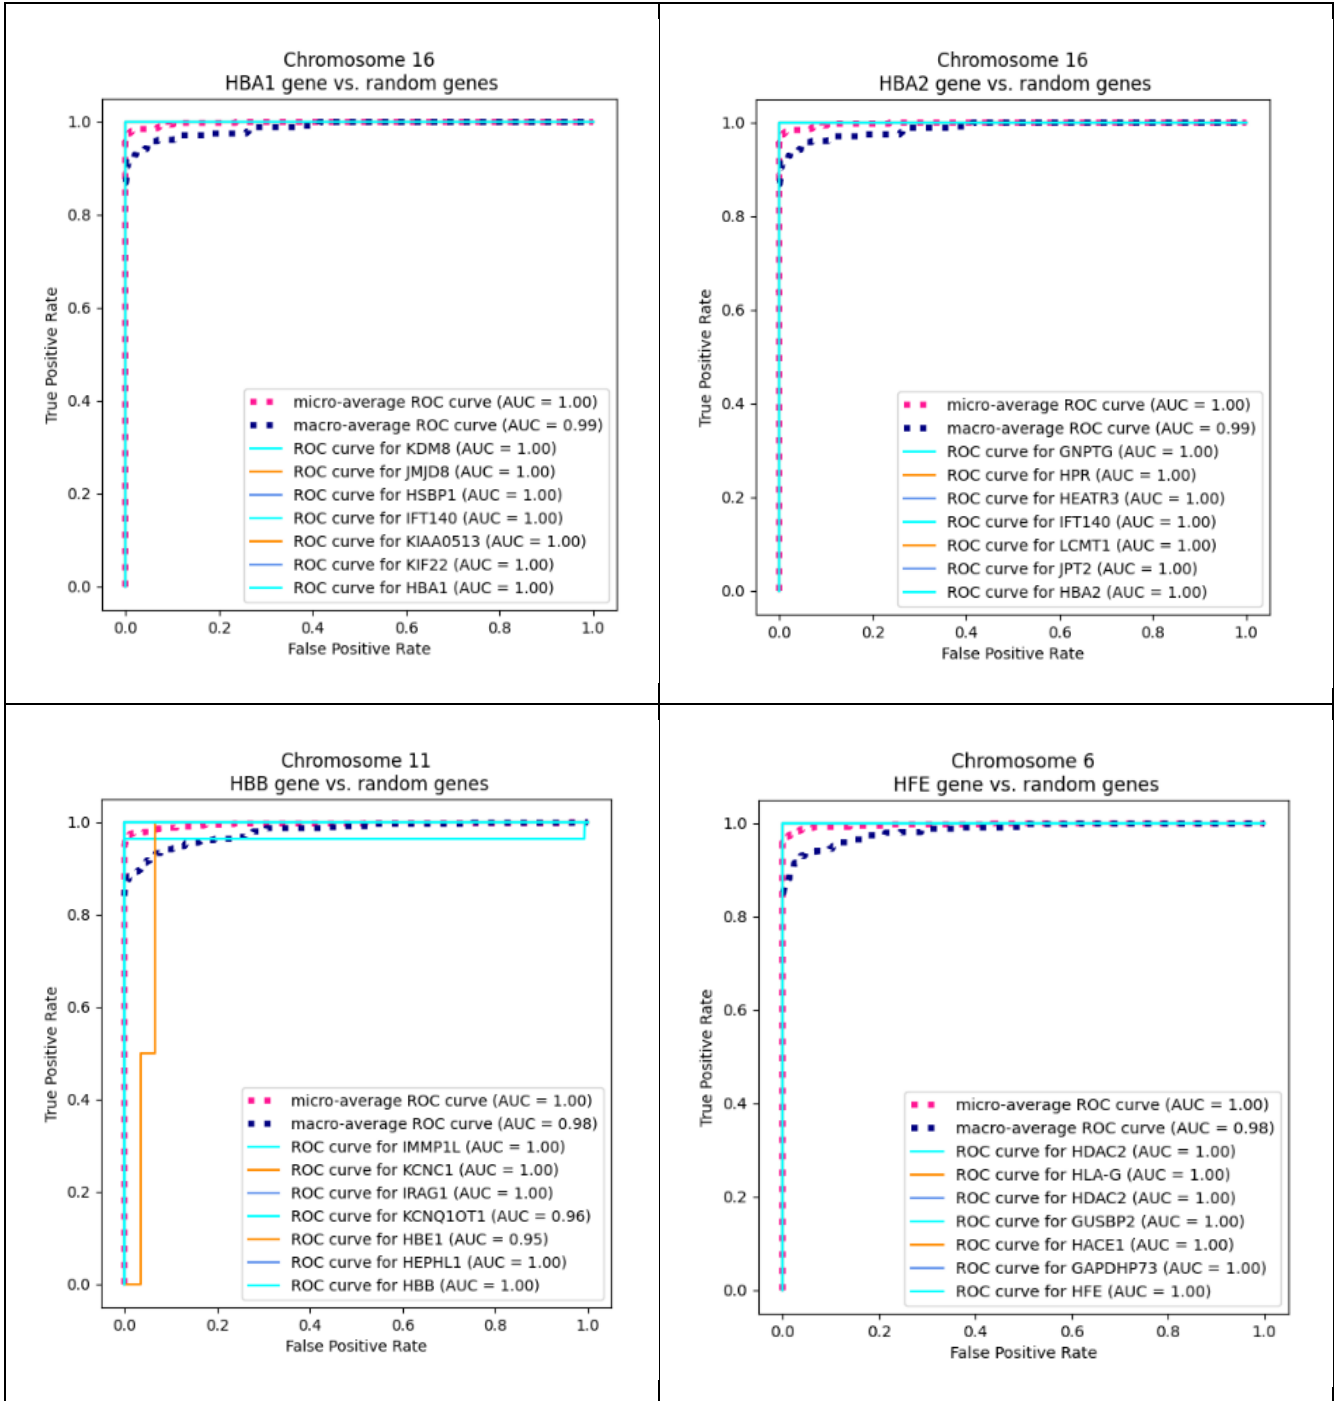 Chromosome 16
HBA1 gene vs. random genes
1.0
0.8
0.6
0.4
0.2
0.0
True Positive Rate
micro-average ROC curve (AUC = 1.00)
macro-average ROC curve (AUC = 0.99)
ROC curve for KDM8 (AUC = 1.00)
ROC curve for JMJD8 (AUC = 1.00)
ROC curve for HSBP1 (AUC = 1.00)
ROC curve for IFT140 (AUC = 1.00)
ROC curve for KIAA0513 (AUC = 1.00)
ROC curve for KIF22 (AUC = 1.00)
ROC curve for HBA1 (AUC = 1.00)
0.0 0.2 0.4 0.6 0.8 1.0
False Positive Rate
Chromosome 16
HBA2 gene vs. random genes
1.0
0.8
0.6
0.4
0.2
0.0
True Positive Rate
micro-average ROC curve (AUC = 1.00)
macro-average ROC curve (AUC = 0.99)
ROC curve for GNPTG (AUC = 1.00)
ROC curve for HPR (AUC = 1.00)
ROC curve for HEATR3 (AUC = 1.00)
ROC curve for IFT140 (AUC = 1.00)
ROC curve for LCMT1 (AUC = 1.00)
ROC curve for JPT2 (AUC = 1.00)
ROC curve for HBA2 (AUC = 1.00)
0.0 0.2 0.4 0.6 0.8 1.0
False Positive Rate
Chromosome 11
HBB gene vs. random genes
1.0
0.8
0.6
0.4
0.2
0.0
True Positive Rate
micro-average ROC curve (AUC = 1.00)
macro-average ROC curve (AUC = 0.98)
ROC curve for IMMP1L (AUC = 1.00)
ROC curve for KCNC1 (AUC = 1.00)
ROC curve for IRAG1 (AUC = 1.00)
ROC curve for KCNQ1OT1 (AUC = 0.96)
ROC curve for HBE1 (AUC = 0.95)
ROC curve for HEPHL1 (AUC = 1.00)
ROC curve for HBB (AUC = 1.00)
0.0 0.2 0.4 0.6 0.8 1.0
False Positive Rate
Chromosome 6
HFE gene vs. random genes
1.0
0.8
0.6
0.4
0.2
0.0
True Positive Rate
micro-average ROC curve (AUC = 1.00)
macro-average ROC curve (AUC = 0.98)
ROC curve for HDAC2 (AUC = 1.00)
ROC curve for HLA-G (AUC = 1.00)
ROC curve for HDAC2 (AUC = 1.00)
ROC curve for GUSBP2 (AUC = 1.00)
ROC curve for HACE1 (AUC = 1.00)
ROC curve for GAPDHP73 (AUC = 1.00)
ROC curve for HFE (AUC = 1.00)
0.0 0.2 0.4 0.6 0.8 1.0
False Positive Rate